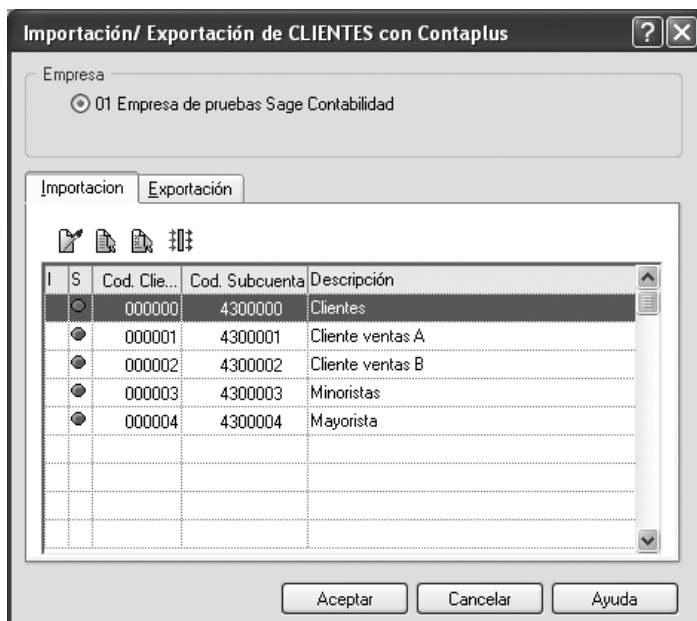 Importación/ Exportación de CLIENTES con Contaplus
Empresa
01 Empresa de pruebas Sage Contabilidad
Importacion Exportación
I S Cod. Clie... Cod. Subcuenta Descripción
000000 4300000 Clientes
000001 4300001 Cliente ventas A
000002 4300002 Cliente ventas B
000003 4300003 Minoristas
000004 4300004 Mayorista
Aceptar Cancelar Ayuda